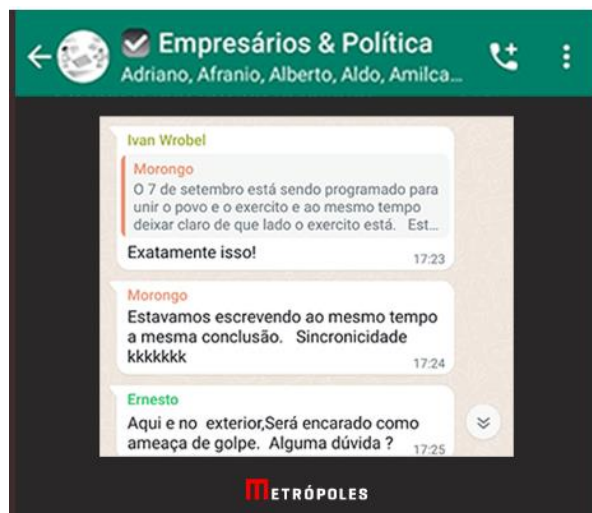 Empresários & Política
Adriano, Afranio, Alberto, Aldo, Amilca...
Ivan Wrobel
Morongo
O 7 de setembro está sendo programado para
unir o povo e o exercito e ao mesmo tempo
deixar claro de que lado o exercito está. Est...
Exatamente isso!
17:23
Morongo
Estavamos escrevendo ao mesmo tempo
a mesma conclusão. Sincronicidade
kkkkkkk
17:24
Ernesto
Aqui e no exterior,Será encarado como
ameaça de golpe. Alguma dúvida ?
17:25
METRÓPOLES